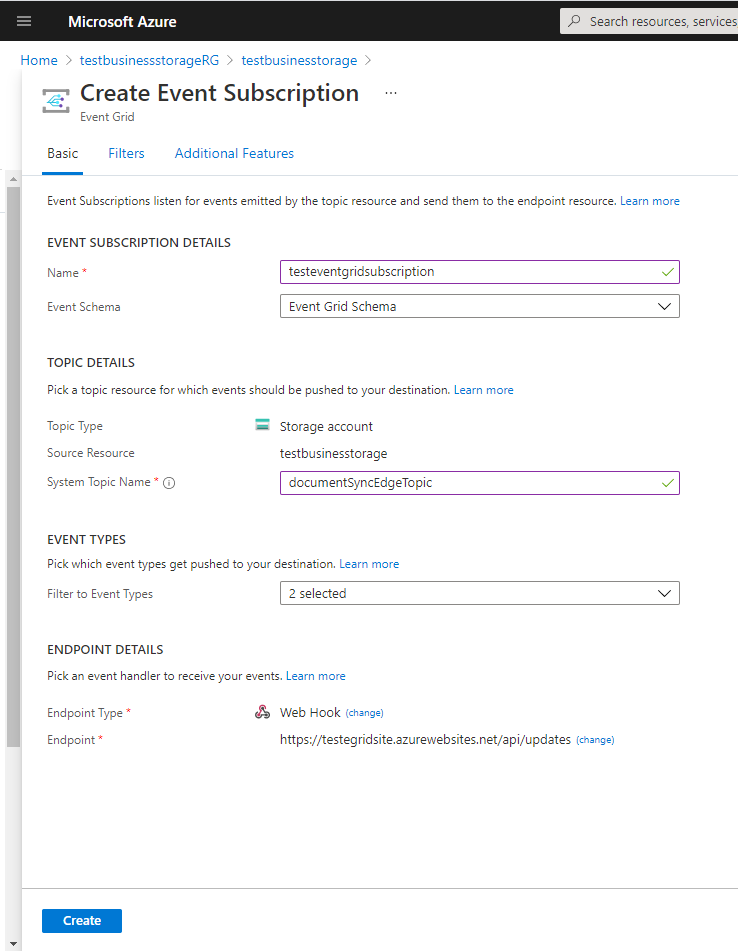 Microsoft Azure
Search resources, services
Home > testbusinessstorageRG > testbusinesstorage >
Create Event Subscription ...
Event Grid
Basic Filters Additional Features
Event Subscriptions listen for events emitted by the topic resource and send them to the endpoint resource. Learn more
EVENT SUBSCRIPTION DETAILS
Name * testeventgridsubscription
Event Schema Event Grid Schema
TOPIC DETAILS
Pick a topic resource for which events should be pushed to your destination. Learn more
Topic Type Storage account
Source Resource testbusinesstorage
System Topic Name * documentSyncEdgeTopic
EVENT TYPES
Pick which event types get pushed to your destination. Learn more
Filter to Event Types 2 selected
ENDPOINT DETAILS
Pick an event handler to receive your events. Learn more
Endpoint Type * Web Hook (change)
Endpoint * https://testegridsite.azurewebsites.net/api/updates (change)
Create